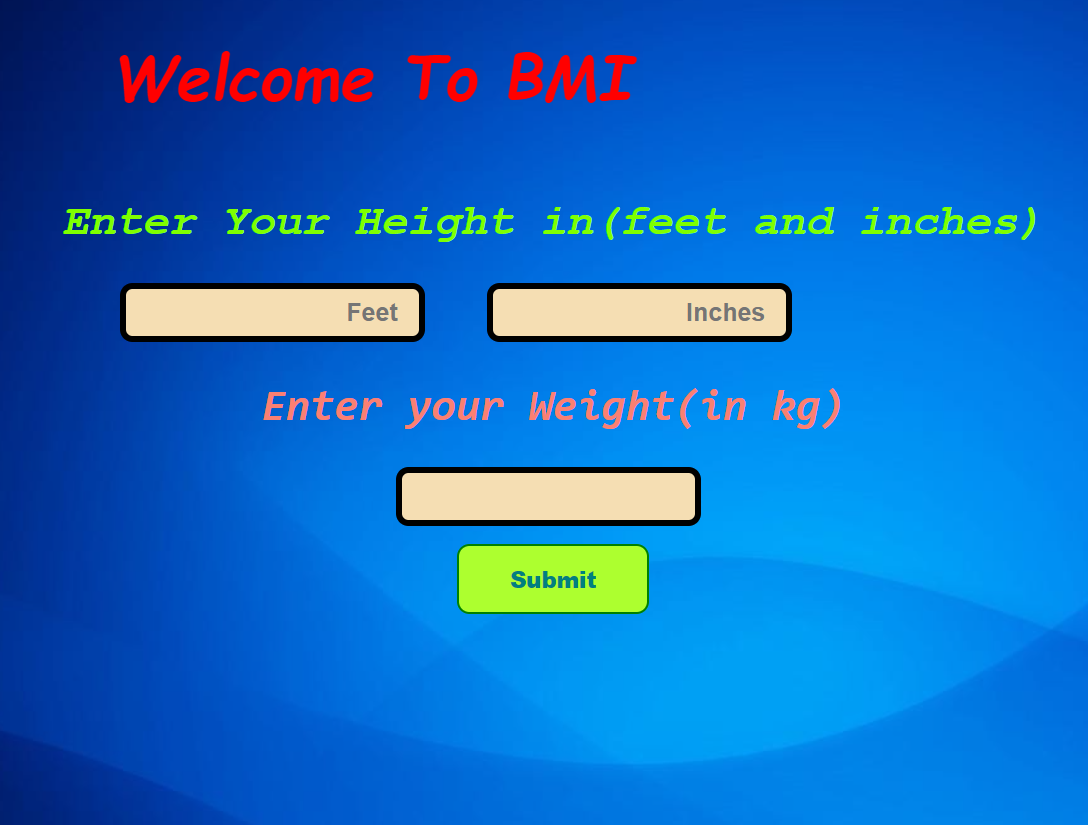 Welcome To BMI
Enter Your Height in(feet and inches)
Feet Inches
Enter your Weight(in kg)
Submit